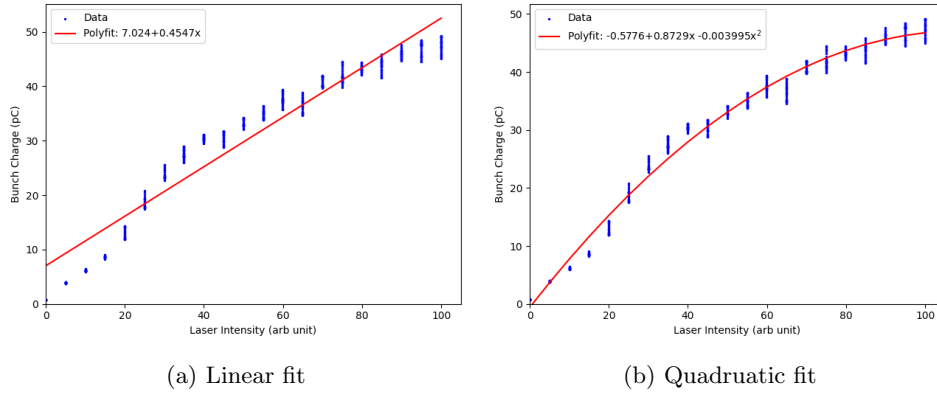 Data
Polyfit: 7.024+0.4547x
50
40
30
20
10
0
Bunch Charge (pC)
0 20 40 60 80 100
Laser Intensity (arb unit)
(a) Linear fit
Data
Polyfit: -0.5776+0.8729x -0.003995x²
50
40
30
20
10
0
Bunch Charge (pC)
0 20 40 60 80 100
Laser Intensity (arb unit)
(b) Quadruatic fit